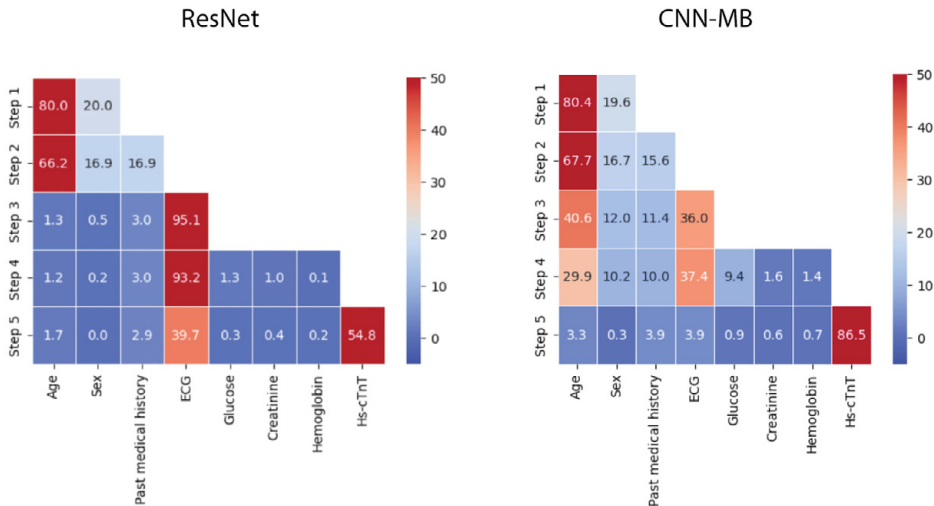 ResNet
Step 1 80.0 20.0
Step 2 66.2 16.9 16.9
Step 3 1.3 0.5 3.0 95.1
Step 4 1.2 0.2 3.0 93.2 1.3 1.0 0.1
Step 5 1.7 0.0 2.9 39.7 0.3 0.4 0.2 54.8
Age Sex Past medical history ECG Glucose Creatinine Hemoglobin Hs-cTnT
50
40
30
20
10
0
CNN-MB
Step 1 80.4 19.6
Step 2 67.7 16.7 15.6
Step 3 40.6 12.0 11.4 36.0
Step 4 29.9 10.2 10.0 37.4 9.4 1.6 1.4
Step 5 3.3 0.3 3.9 3.9 0.9 0.6 0.7 86.5
Age Sex Past medical history ECG Glucose Creatinine Hemoglobin Hs-cTnT
50
40
30
20
10
0